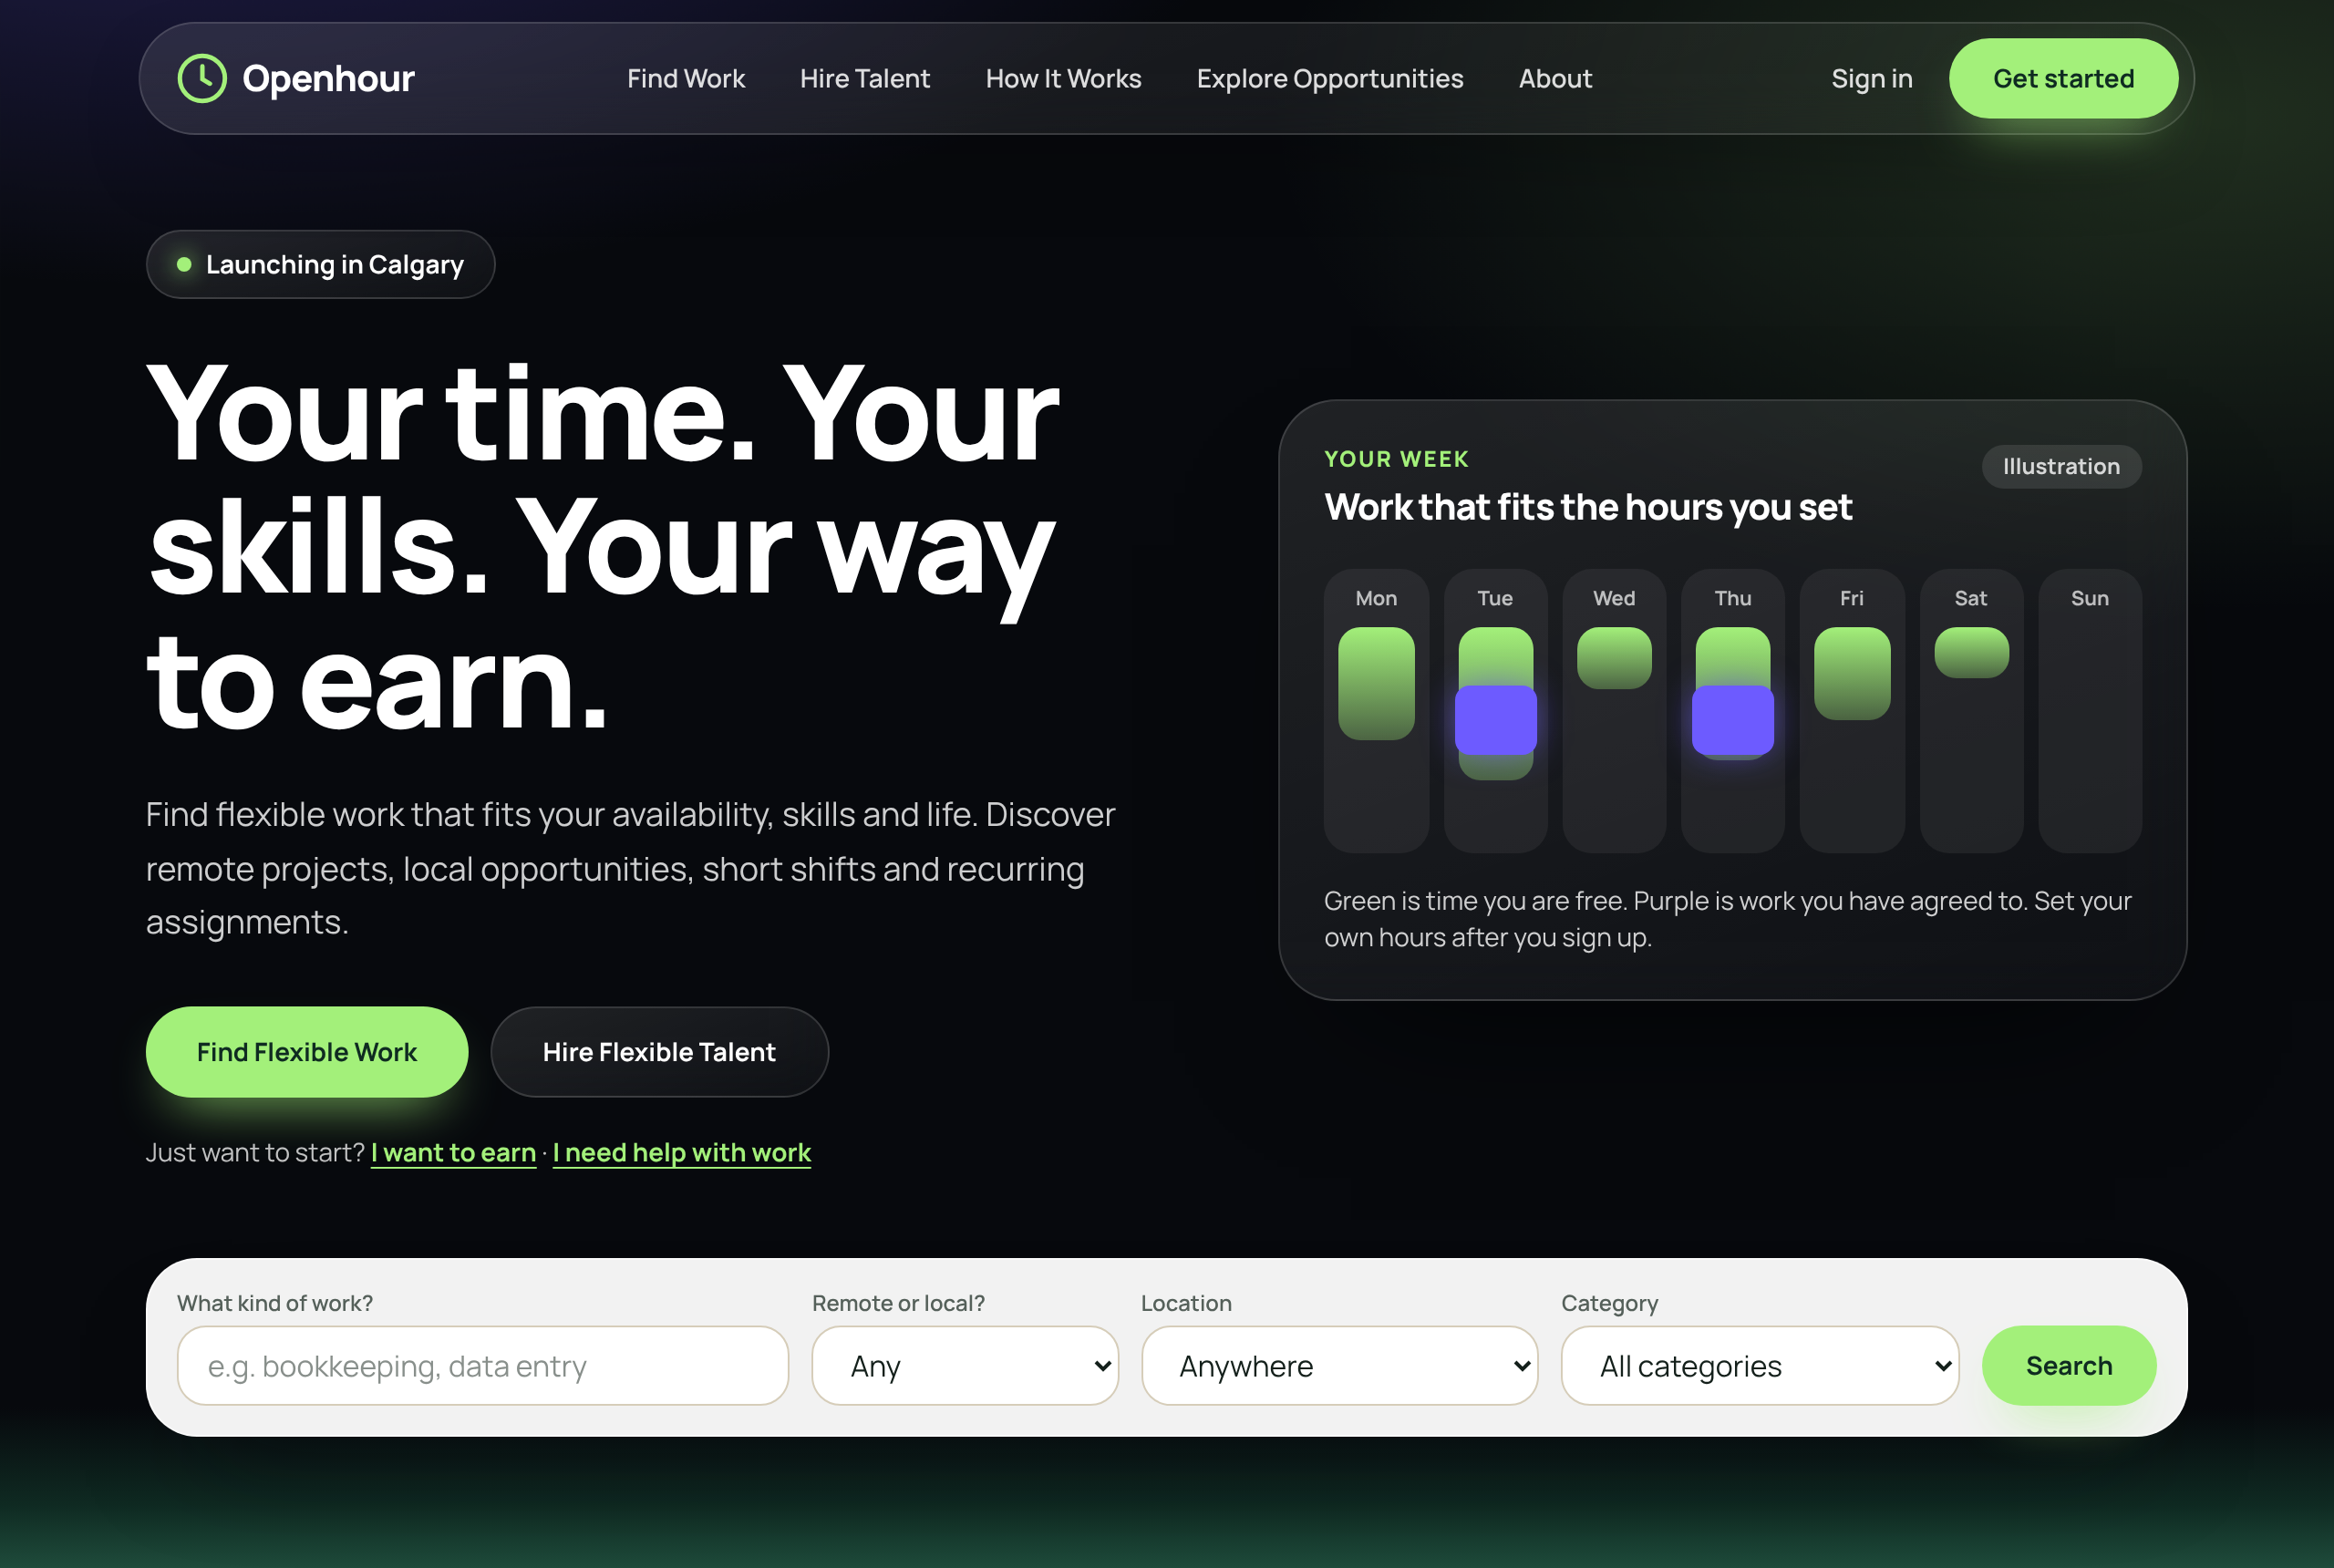 Openhour
Find Work
Hire Talent
How It Works
Explore Opportunities
About
Sign in
Get started
Launching in Calgary
Your time. Your
skills. Your way
to earn.
Find flexible work that fits your availability, skills and life. Discover
remote projects, local opportunities, short shifts and recurring
assignments.
Find Flexible Work
Hire Flexible Talent
Just want to start? I want to earn · I need help with work
YOUR WEEK
Illustration
Work that fits the hours you set
Mon
Tue
Wed
Thu
Fri
Sat
Sun
Green is time you are free. Purple is work you have agreed to. Set your
own hours after you sign up.
What kind of work?
e.g. bookkeeping, data entry
Remote or local?
Any
Location
Anywhere
Category
All categories
Search